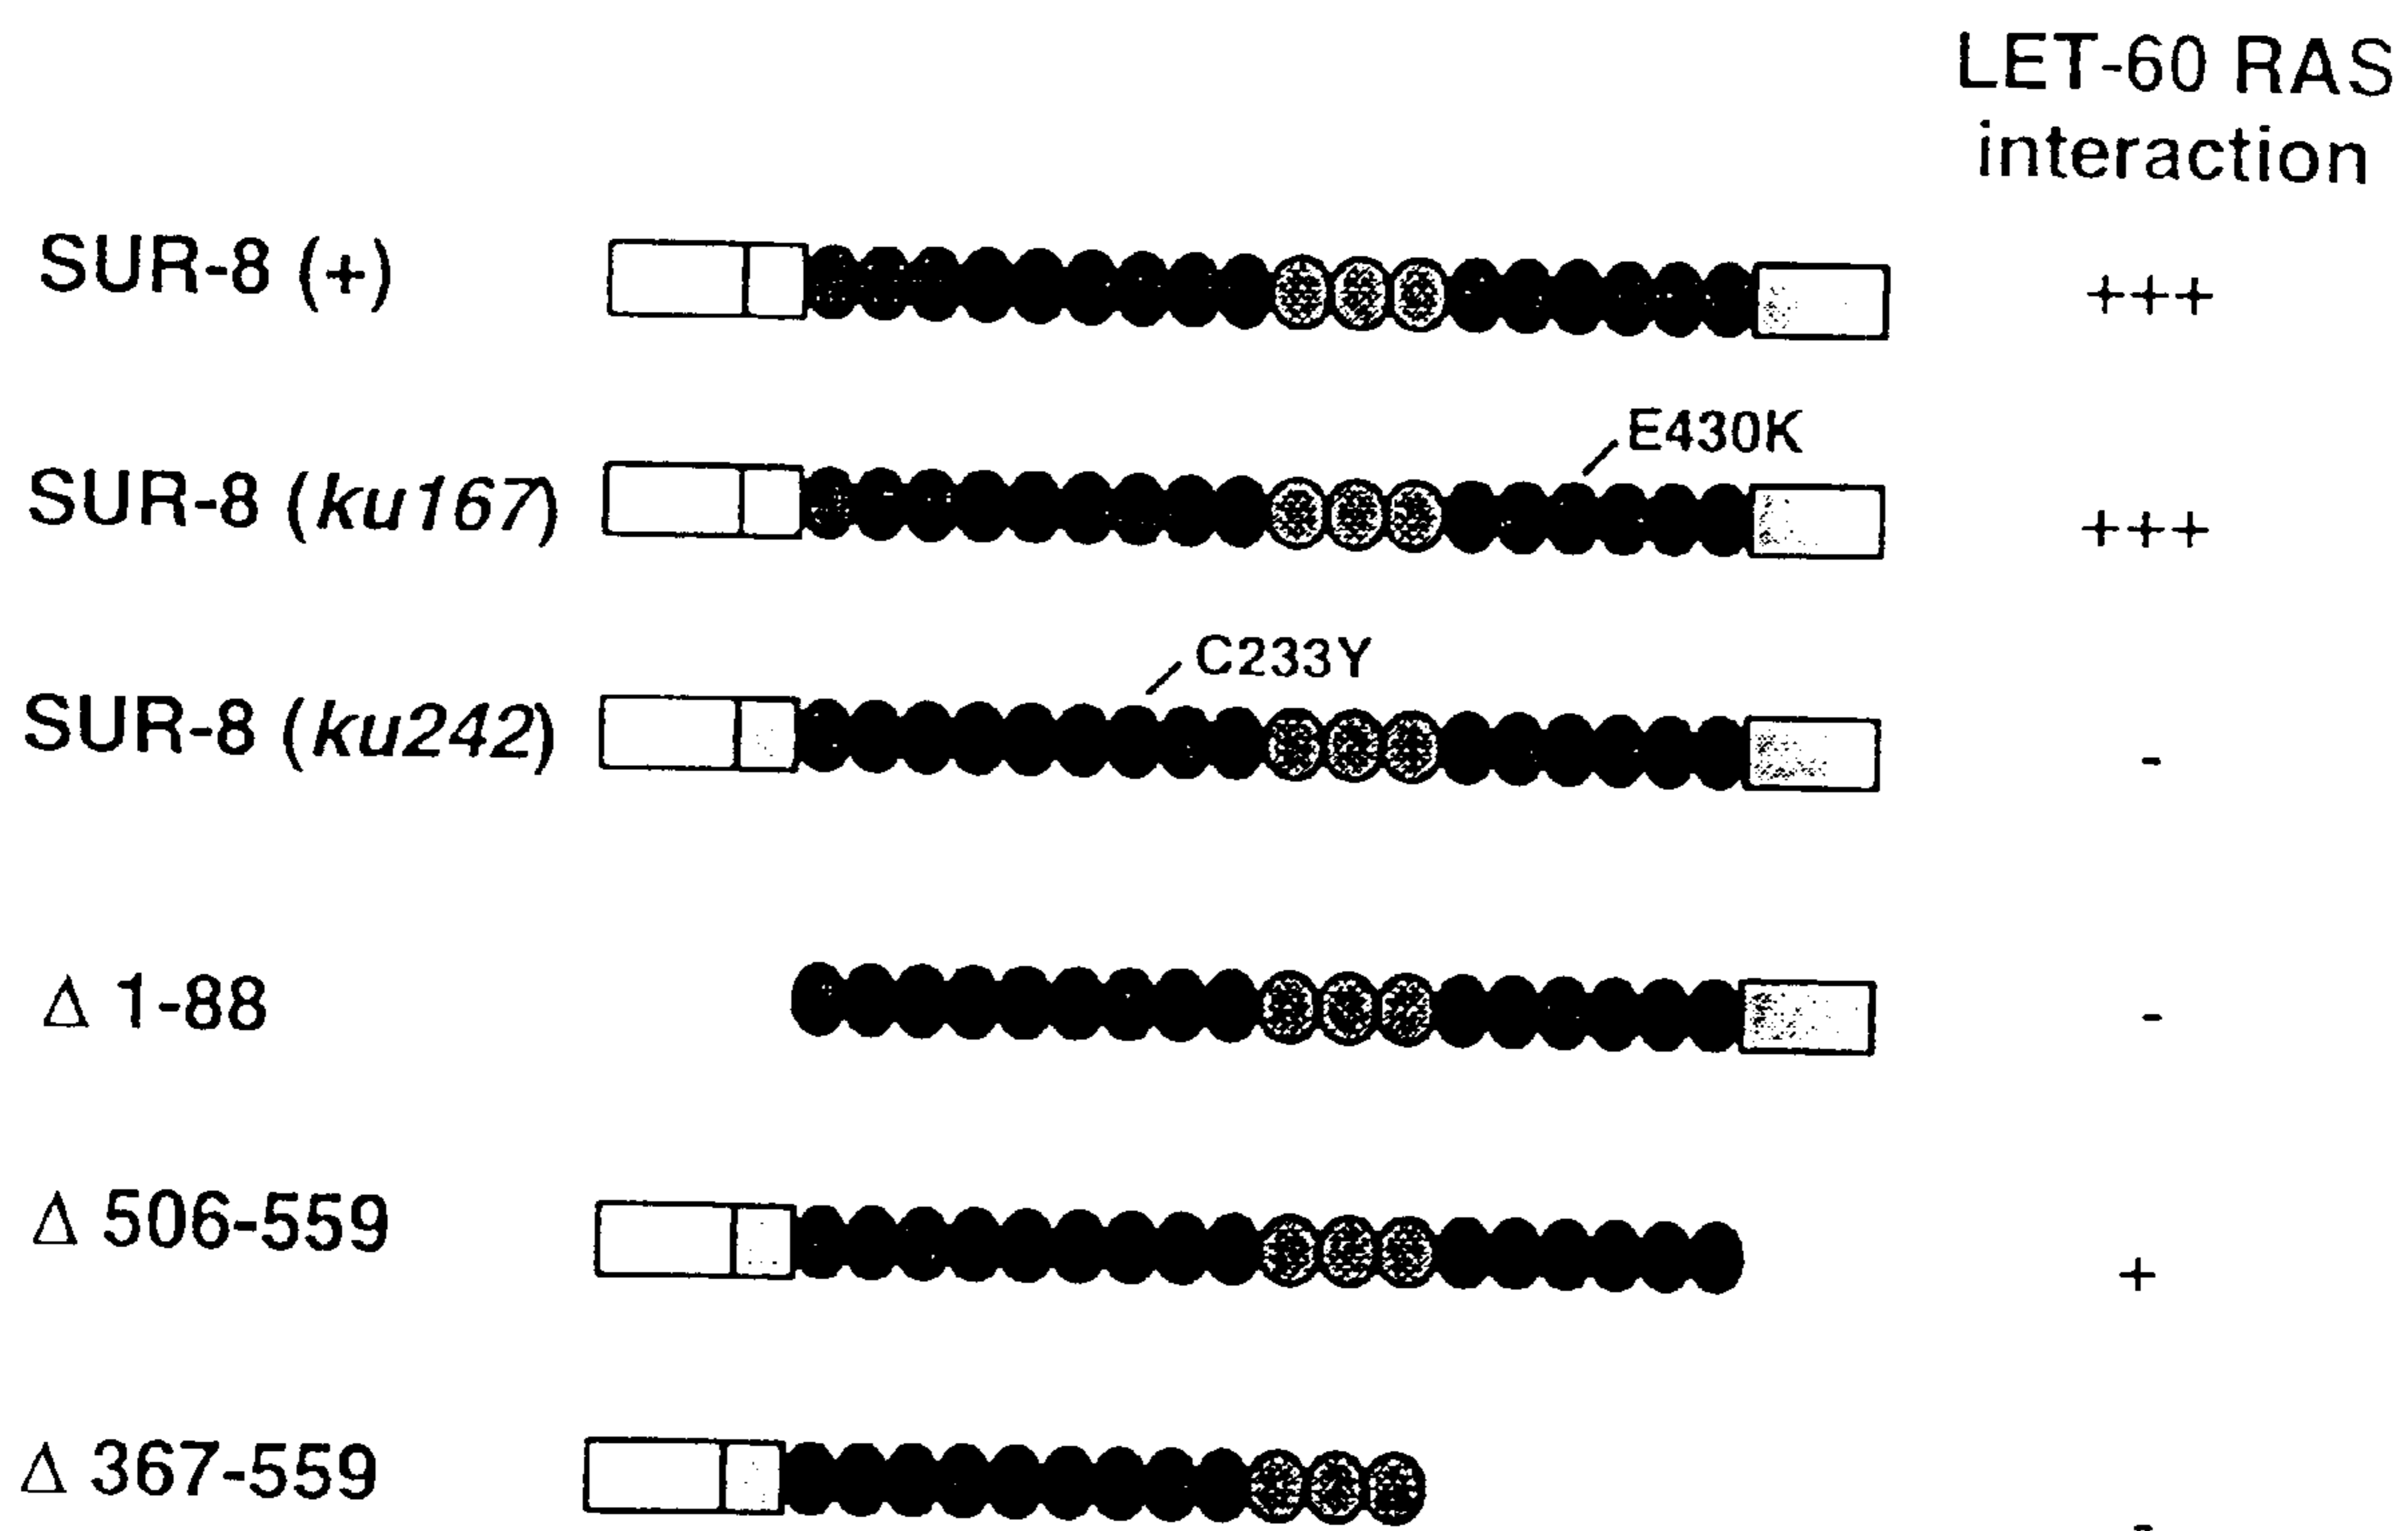 LET-60 RAS
interaction
SUR-8 (+) +++
E430K
SUR-8 (ku167) +++
C233Y
SUR-8 (ku242) -
Δ 1-88 -
Δ 506-559 +
Δ 367-559 -